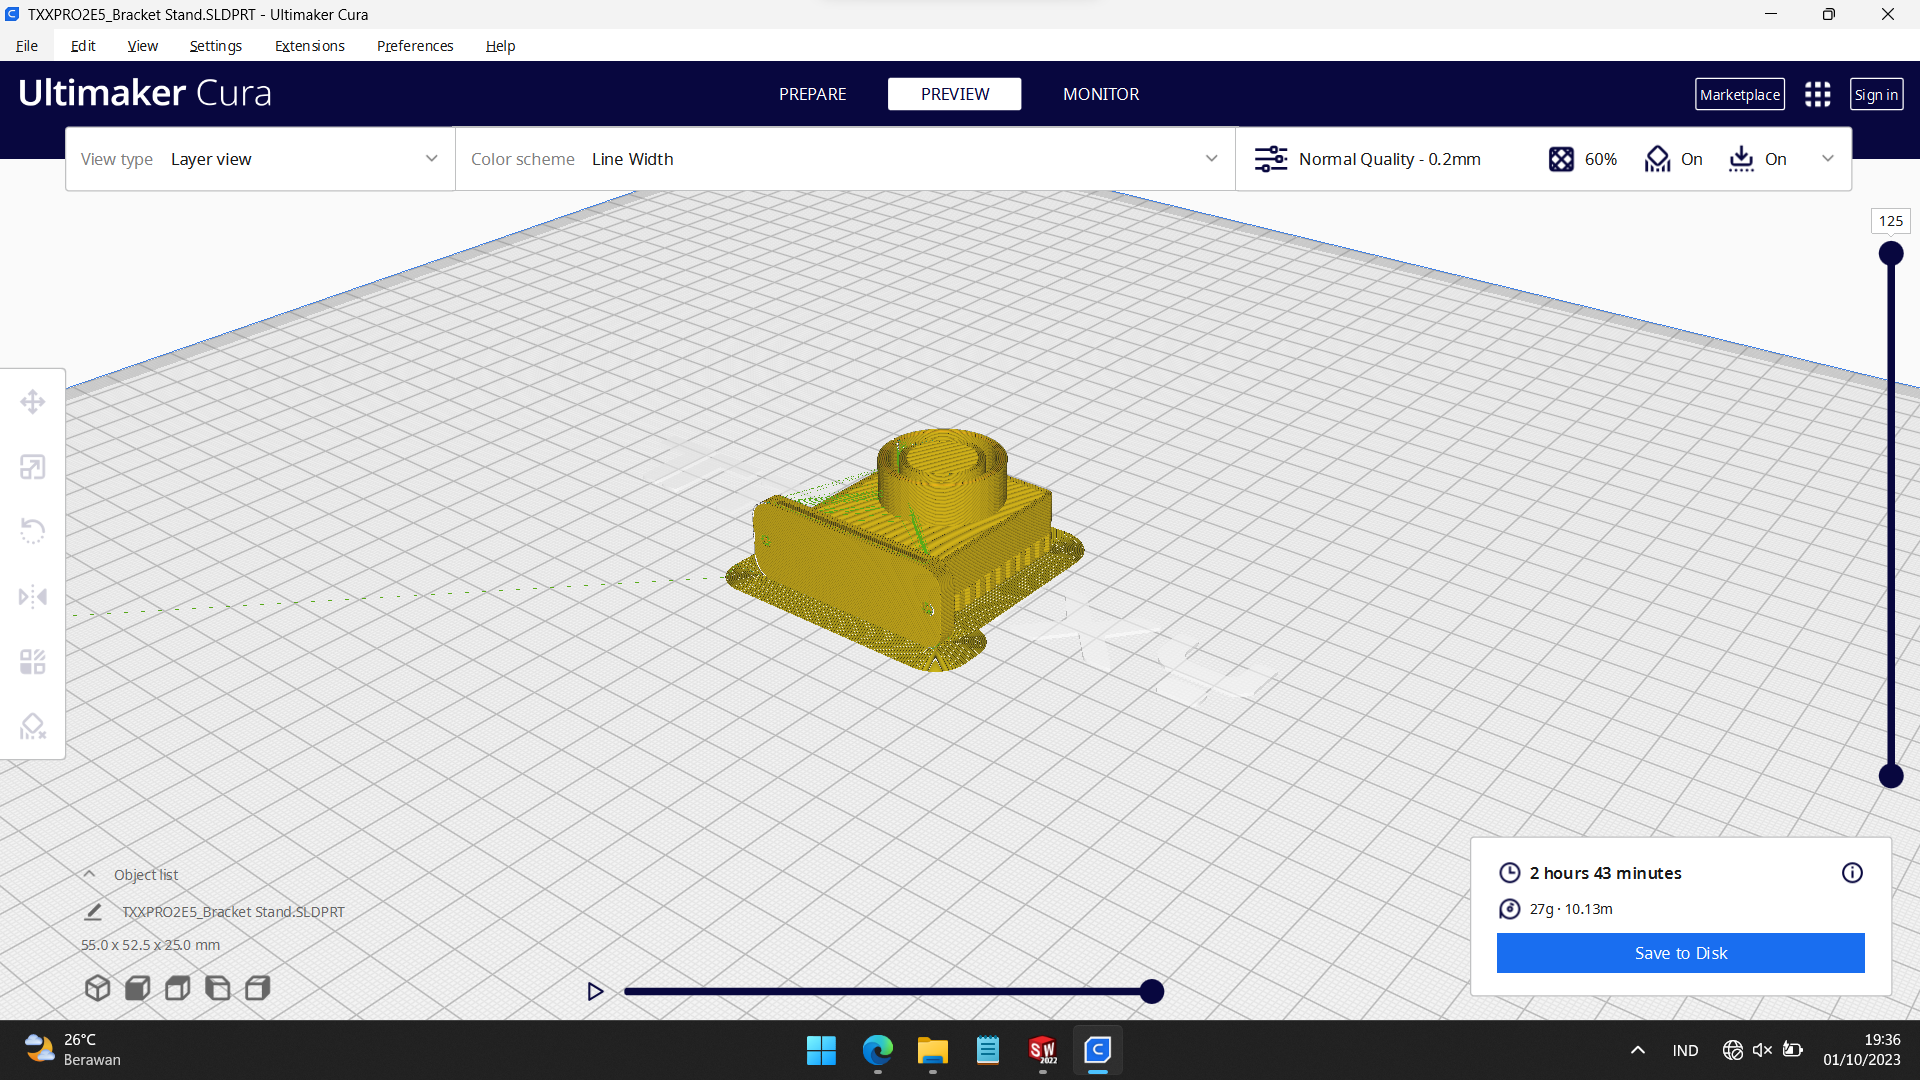 TXXPRO2E5_Bracket Stand.SLDPRT - Ultimaker Cura
File Edit View Settings Extensions Preferences Help
Ultimaker Cura
PREPARE PREVIEW MONITOR
Marketplace
Sign in
View type Layer view
Color scheme Line Width
Normal Quality - 0.2mm 60% On On
125
Object list
TXXPRO2E5_Bracket Stand.SLDPRT
55.0 x 52.5 x 25.0 mm
2 hours 43 minutes
27g · 10.13m
Save to Disk
26°C
Berawan
SW
2022
C
IND
19:36
01/10/2023